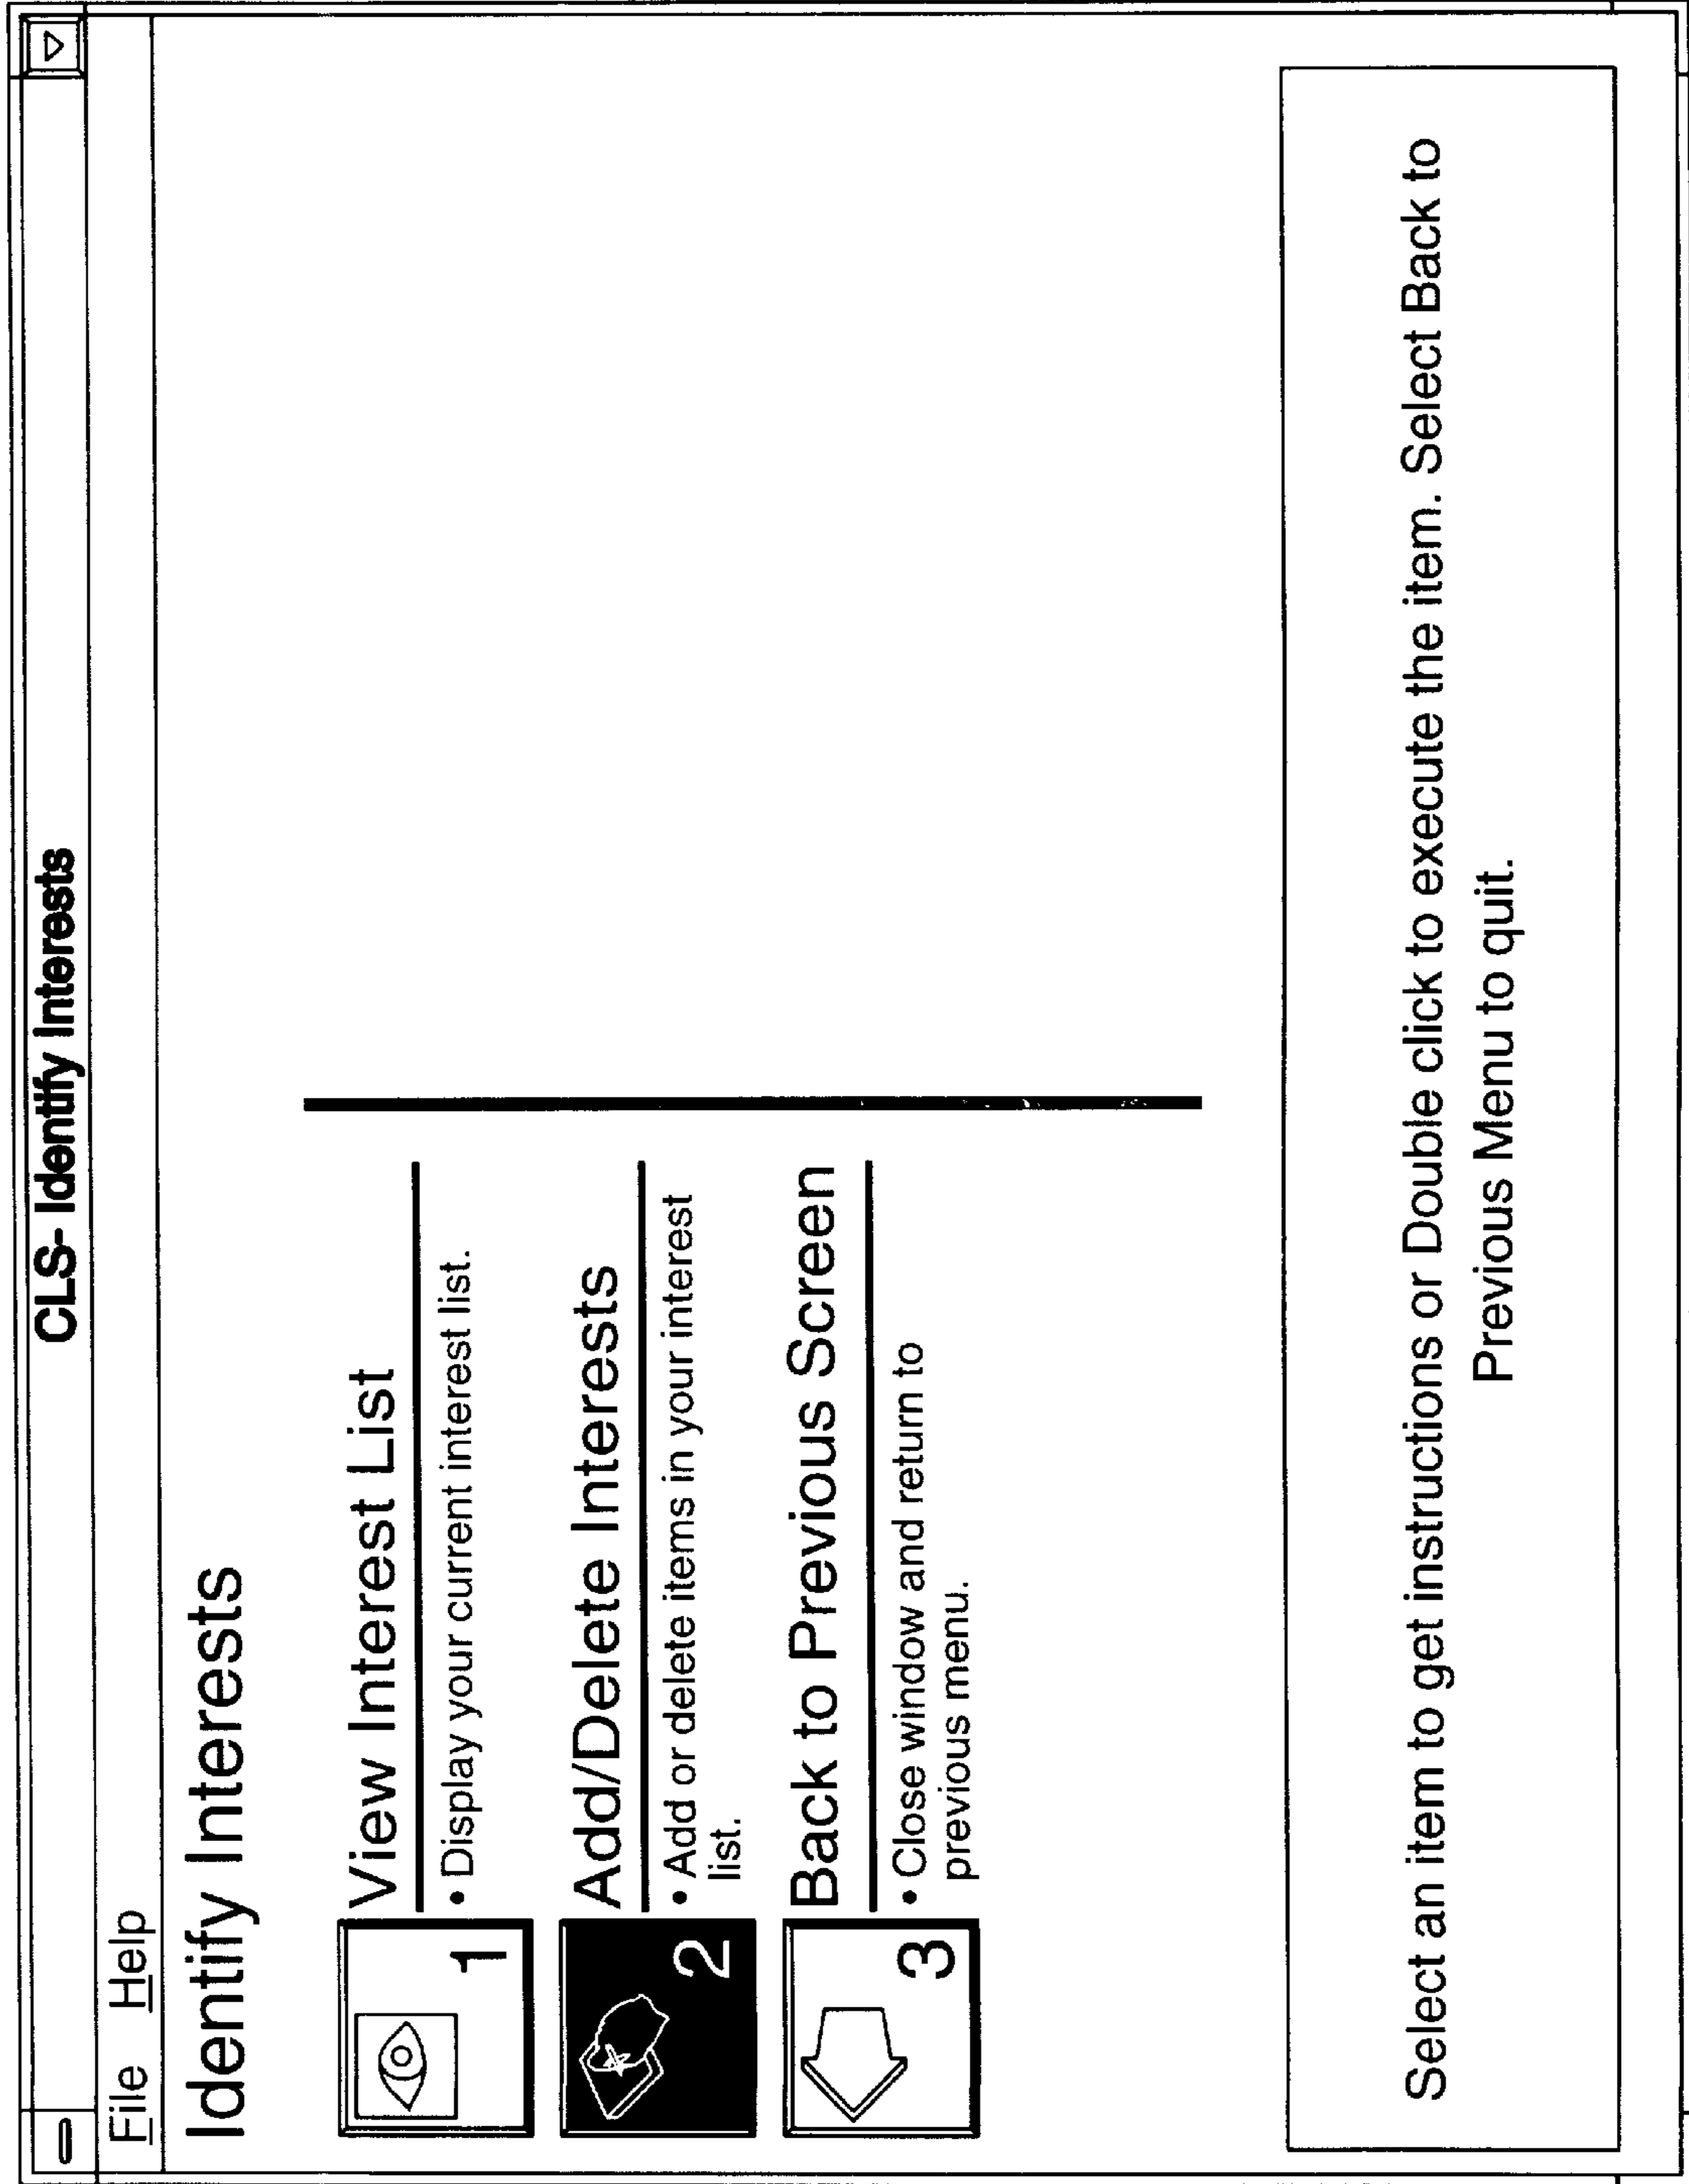 CLS- Identify Interests
File Help
Identify Interests
1
View Interest List
• Display your current interest list.
2
Add/Delete Interests
• Add or delete items in your interest
list.
3
Back to Previous Screen
• Close window and return to
previous menu.
Select an item to get instructions or Double click to execute the item. Select Back to
Previous Menu to quit.